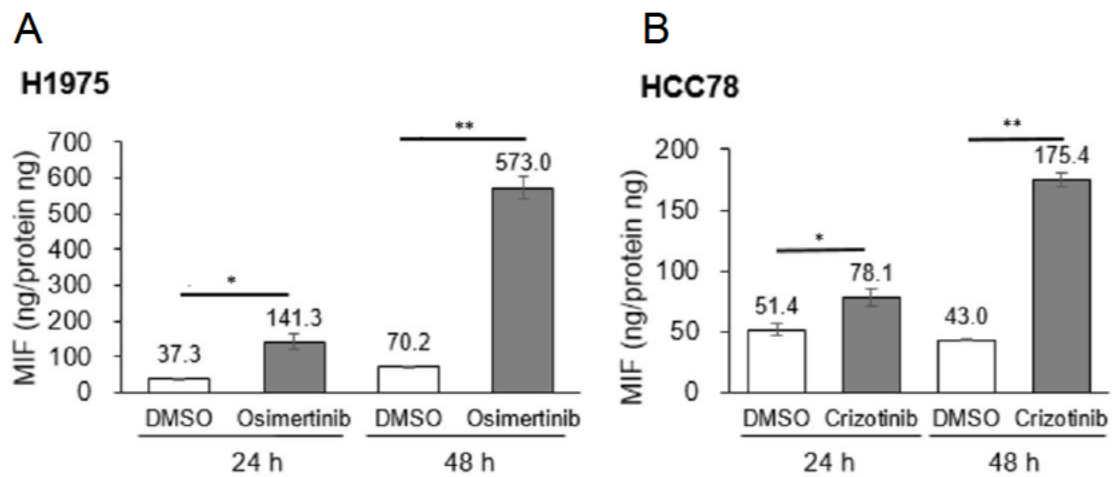 A
H1975
MIF (ng/protein ng)
700
600
500
400
300
200
100
0
*
**
37.3
141.3
70.2
573.0
DMSO Osimertinib DMSO Osimertinib
24 h 48 h
B
HCC78
MIF (ng/protein ng)
200
150
100
50
0
*
**
51.4
78.1
43.0
175.4
DMSO Crizotinib DMSO Crizotinib
24 h 48 h